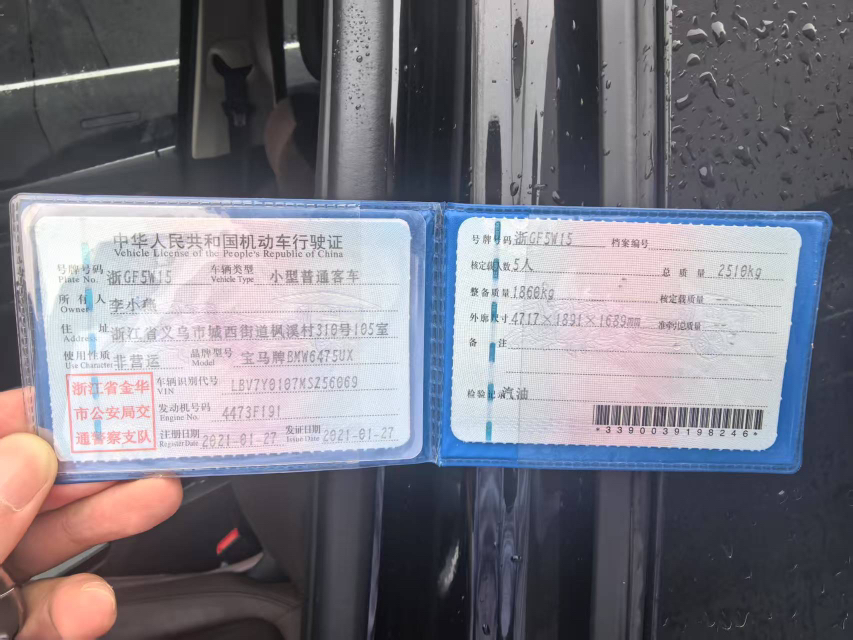 中华人民共和国机动车行驶证
Vehicle License of the People's Republic of China
号牌号码 浙GF5W15 车辆类型 小型普通客车
Plate No. Vehicle Type
所有人 李小燕
Owner
住址 浙江省义乌市城西街道枫溪村310号105室
Address
使用性质 非营运 品牌型号 宝马牌BMW6475UX
Use Character Model
浙江省金华
市公安局交
通警察支队
车辆识别代号 LBV7Y0107MSZ56069
VIN
发动机号码 4473F191
Engine No.
注册日期 2021-01-27 发证日期 2021-01-27
Register Date Issue Date
号牌号码 浙GF5W15 档案编号
核定载人数 5人 总质量 2510kg
整备质量 1860kg 核定载质量 --
外廓尺寸 4717×1891×1689mm 准牵引总质量 --
备注
检验记录 汽油
*3390039198246*